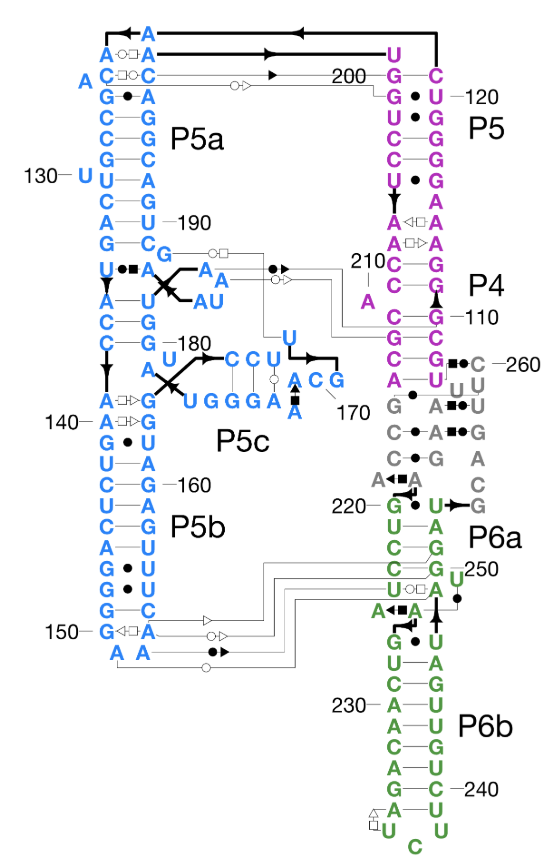 A
A A U
A C C 200 G C
G A G U 120
C G U G P5
C G C G P5a
G C C G
130 U U A U A
C G A
A U 190 A A
G C G A A
U A A A 210 C G
C G P4
A U AU A
C G C G 110
C G 180 U G C
U C C U C G C 260
A A C G A U U U
A G U G G G A A 170 G A U
140 A G P5c C A G
G U
U A C G A
C G 160 A A C
U A 220 G U G
C G P5b U A P6a
A U C G
G U C G 250
G U U A U
G C A A
150 G A G U
A A U A
C G
230 A U
A U P6b
C G
A U
G C 240
A U
U C U